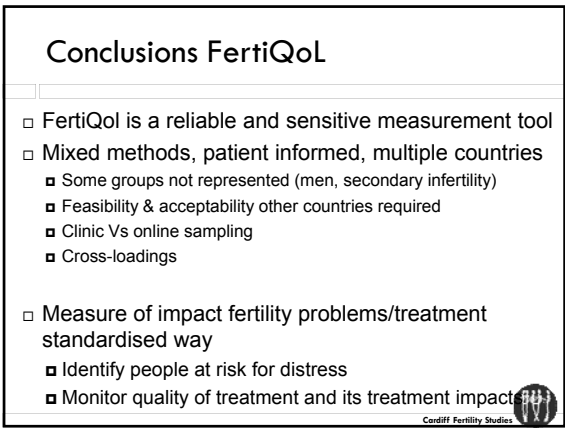 Conclusions FertiQoL
FertiQol is a reliable and sensitive measurement tool
Mixed methods, patient informed, multiple countries
Some groups not represented (men, secondary infertility)
Feasibility & acceptability other countries required
Clinic Vs online sampling
Cross-loadings
Measure of impact fertility problems/treatment
standardised way
Identify people at risk for distress
Monitor quality of treatment and its treatment impacts
Cardiff Fertility Studies